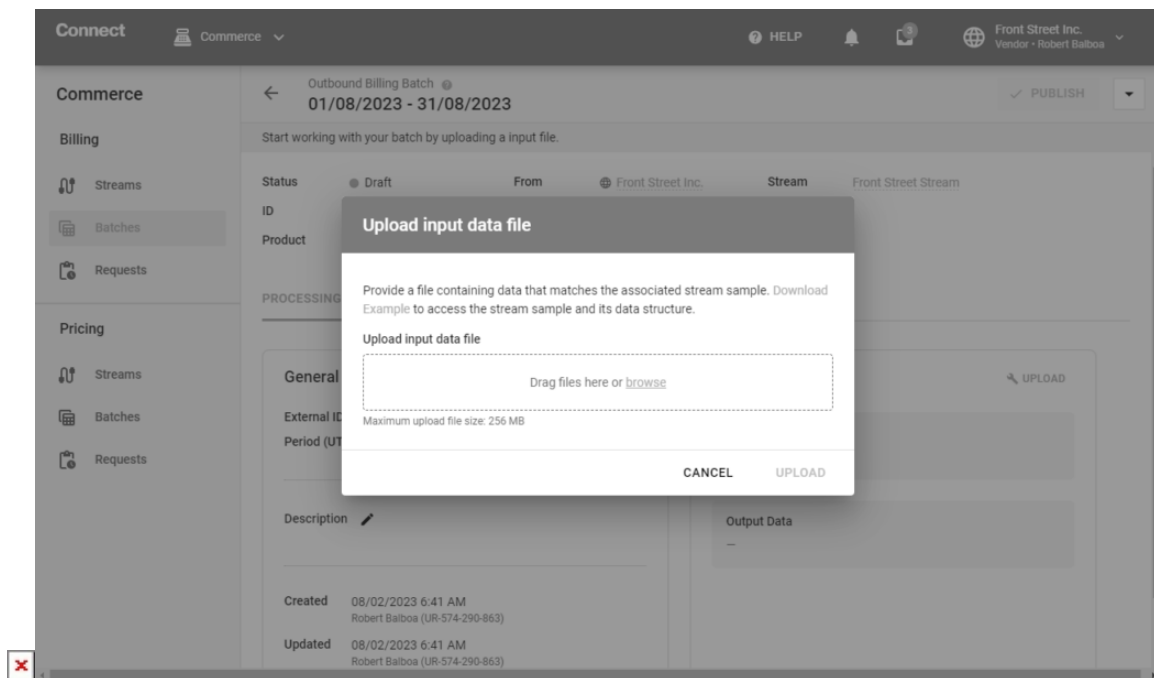 Connect
Commerce
HELP
3
Front Street Inc.
Vendor • Robert Balboa
Commerce
Outbound Billing Batch
01/08/2023 - 31/08/2023
PUBLISH
Billing
Start working with your batch by uploading a input file.
Streams
Status
Draft
From
Front Street Inc.
Stream
Front Street Stream
ID
Batches
Upload input data file
Product
Requests
Provide a file containing data that matches the associated stream sample. Download
Example to access the stream sample and its data structure.
PROCESSING
Pricing
Upload input data file
Streams
General
Drag files here or browse
UPLOAD
Batches
External ID
Maximum upload file size: 256 MB
Period (UT
Requests
CANCEL
UPLOAD
Description
Output Data
—
Created
08/02/2023 6:41 AM
Robert Balboa (UR-574-290-863)
Updated
08/02/2023 6:41 AM
Robert Balboa (UR-574-290-863)